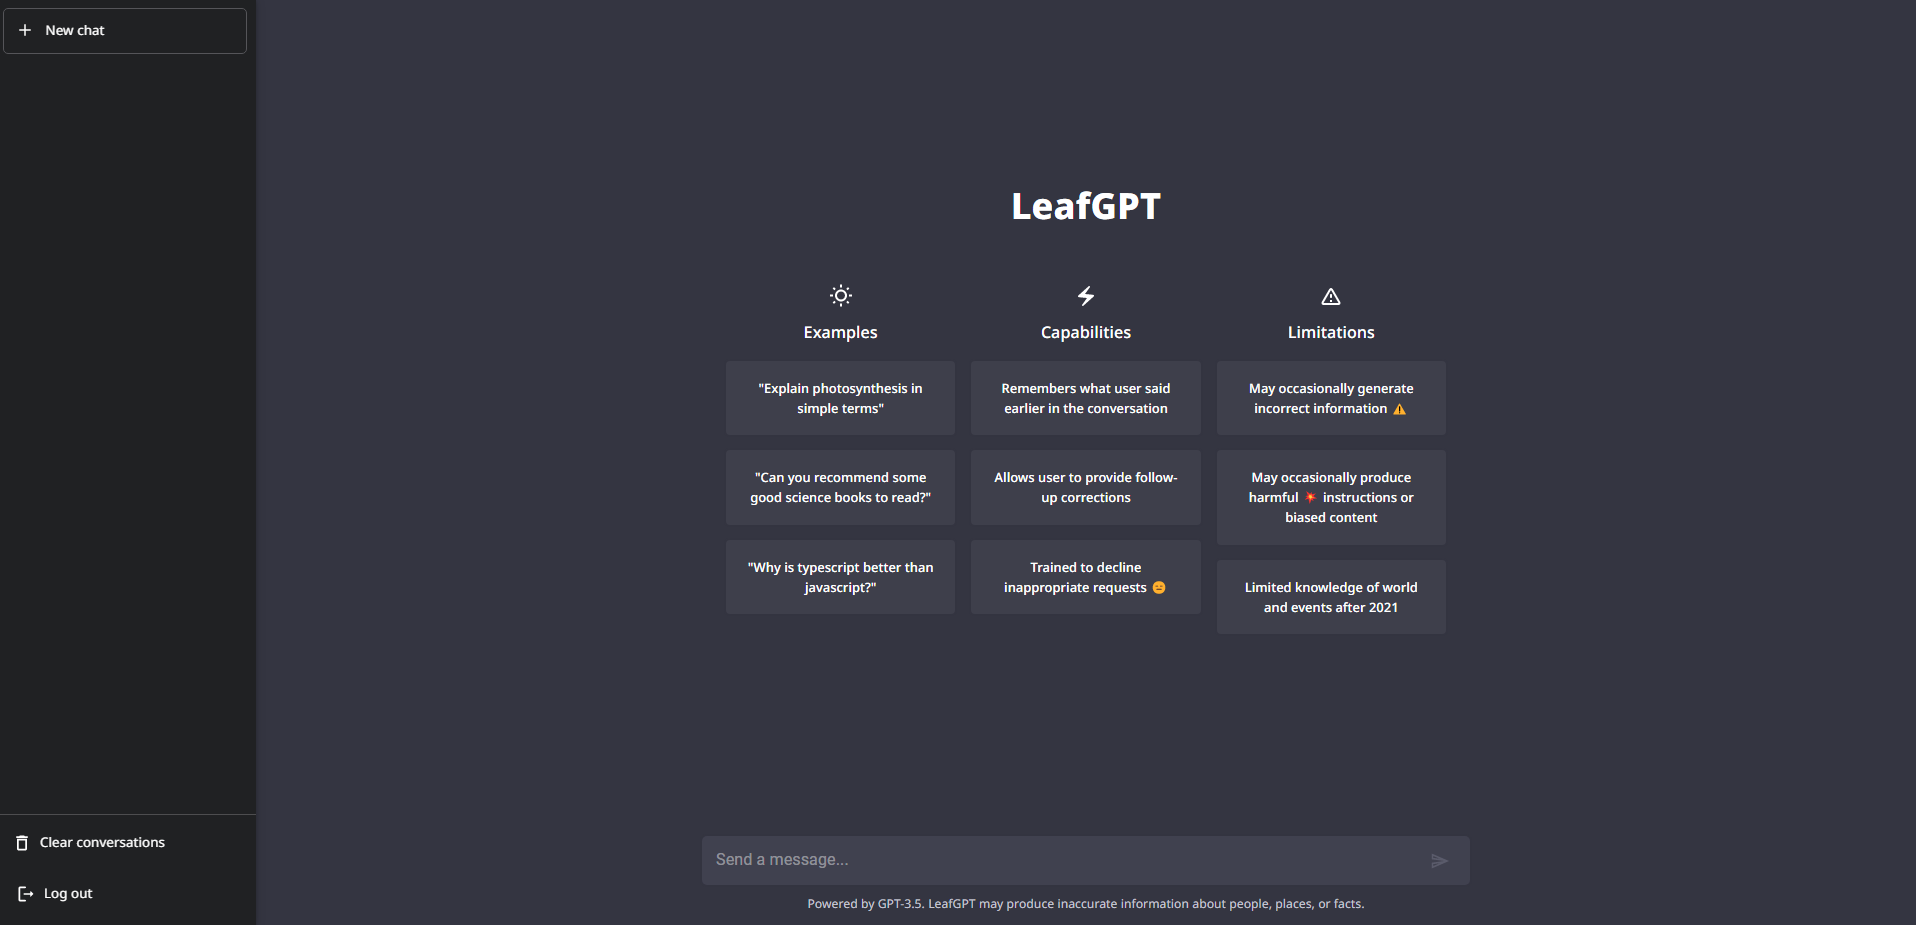 New chat
LeafGPT
Examples
"Explain photosynthesis in
simple terms"
"Can you recommend some
good science books to read?"
"Why is typescript better than
javascript?"
Capabilities
Remembers what user said
earlier in the conversation
Allows user to provide follow-
up corrections
Trained to decline
inappropriate requests 😑
Limitations
May occasionally generate
incorrect information ⚠️
May occasionally produce
harmful 💥 instructions or
biased content
Limited knowledge of world
and events after 2021
Clear conversations
Log out
Send a message...
Powered by GPT-3.5. LeafGPT may produce inaccurate information about people, places, or facts.